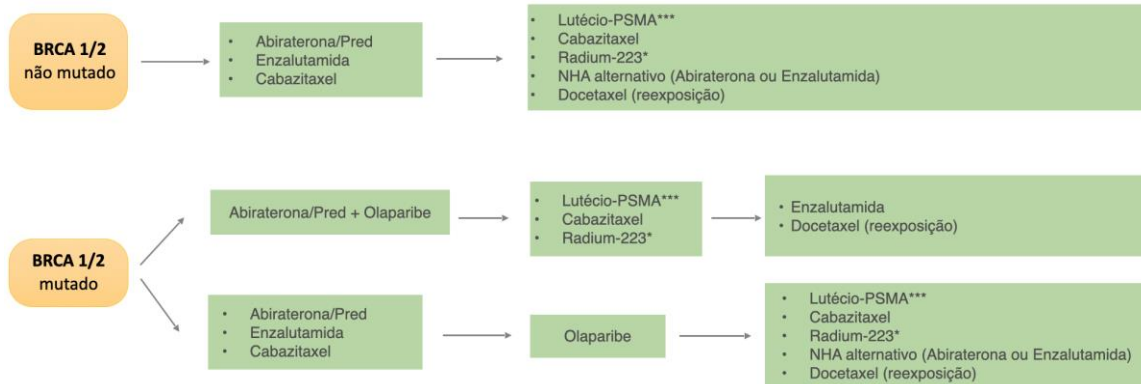 BRCA 1/2
não mutado
• Abiraterona/Pred
• Enzalutamida
• Cabazitaxel
• Lutécio-PSMA***
• Cabazitaxel
• Radium-223*
• NHA alternativo (Abiraterona ou Enzalutamida)
• Docetaxel (reexposição)
BRCA 1/2
mutado
Abiraterona/Pred + Olaparibe
• Lutécio-PSMA***
• Cabazitaxel
• Radium-223*
• Enzalutamida
• Docetaxel (reexposição)
• Abiraterona/Pred
• Enzalutamida
• Cabazitaxel
Olaparibe
• Lutécio-PSMA***
• Cabazitaxel
• Radium-223*
• NHA alternativo (Abiraterona ou Enzalutamida)
• Docetaxel (reexposição)